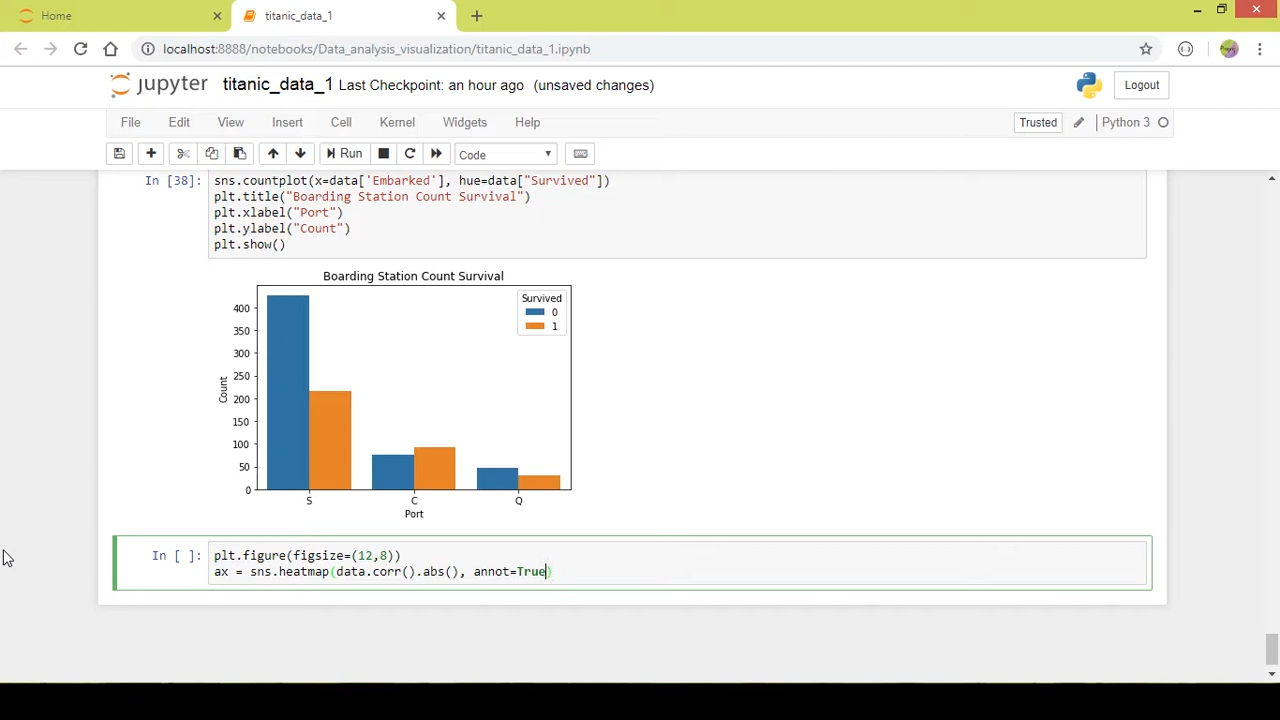 Home
titanic_data_1
localhost:8888/notebooks/Data_analysis_visualization/titanic_data_1.ipynb
jupyter titanic_data_1 Last Checkpoint: an hour ago (unsaved changes)
Logout
File Edit View Insert Cell Kernel Widgets Help
Trusted
Python 3
Run
Code
In [38]: sns.countplot(x=data['Embarked'], hue=data["Survived"])
plt.title("Boarding Station Count Survival")
plt.xlabel("Port")
plt.ylabel("Count")
plt.show()
Boarding Station Count Survival
Survived
0
1
400
350
300
250
200
150
100
50
0
Count
S C Q
Port
In [ ]: plt.figure(figsize=(12,8))
ax = sns.heatmap(data.corr().abs(), annot=True)